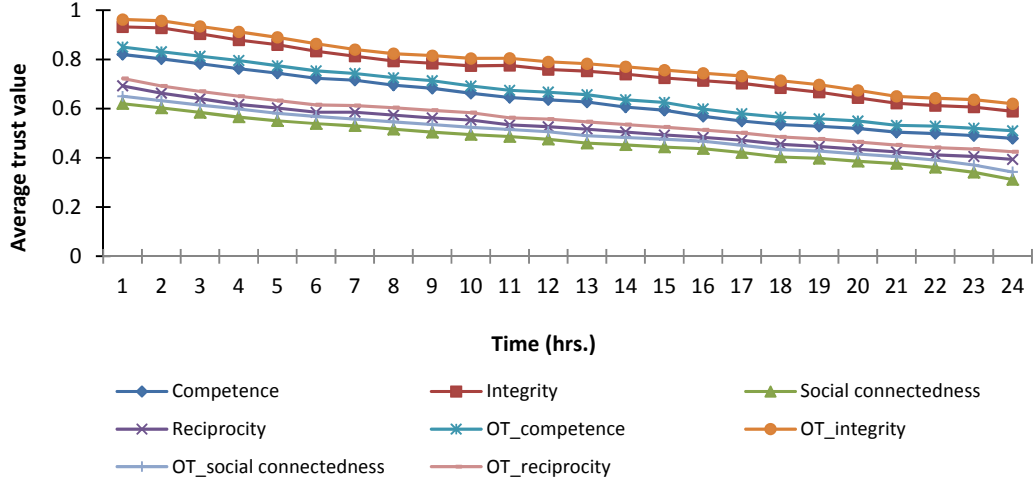 1
0.8
0.6
0.4
0.2
0
Average trust value
1 2 3 4 5 6 7 8 9 10 11 12 13 14 15 16 17 18 19 20 21 22 23 24
Time (hrs.)
Competence Integrity Social connectedness
Reciprocity OT_competence OT_integrity
OT_social connectedness OT_reciprocity